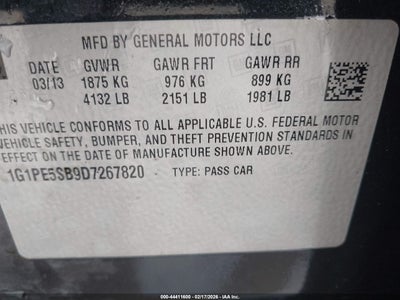 MFD BY GENERAL MOTORS LLC
DATE GVWR GAWR FRT GAWR RR
03/13 1875 KG 976 KG 899 KG
4132 LB 2151 LB 1981 LB
THIS VEHICLE CONFORMS TO ALL APPLICABLE U.S. FEDERAL MOTOR
VEHICLE SAFETY, BUMPER, AND THEFT PREVENTION STANDARDS IN
EFFECT ON THE DATE OF MANUFACTURE SHOWN ABOVE.
1G1PE5SB9D7267820 TYPE: PASS CAR
000-44411600 - 02/17/2026 - IAAI.COM